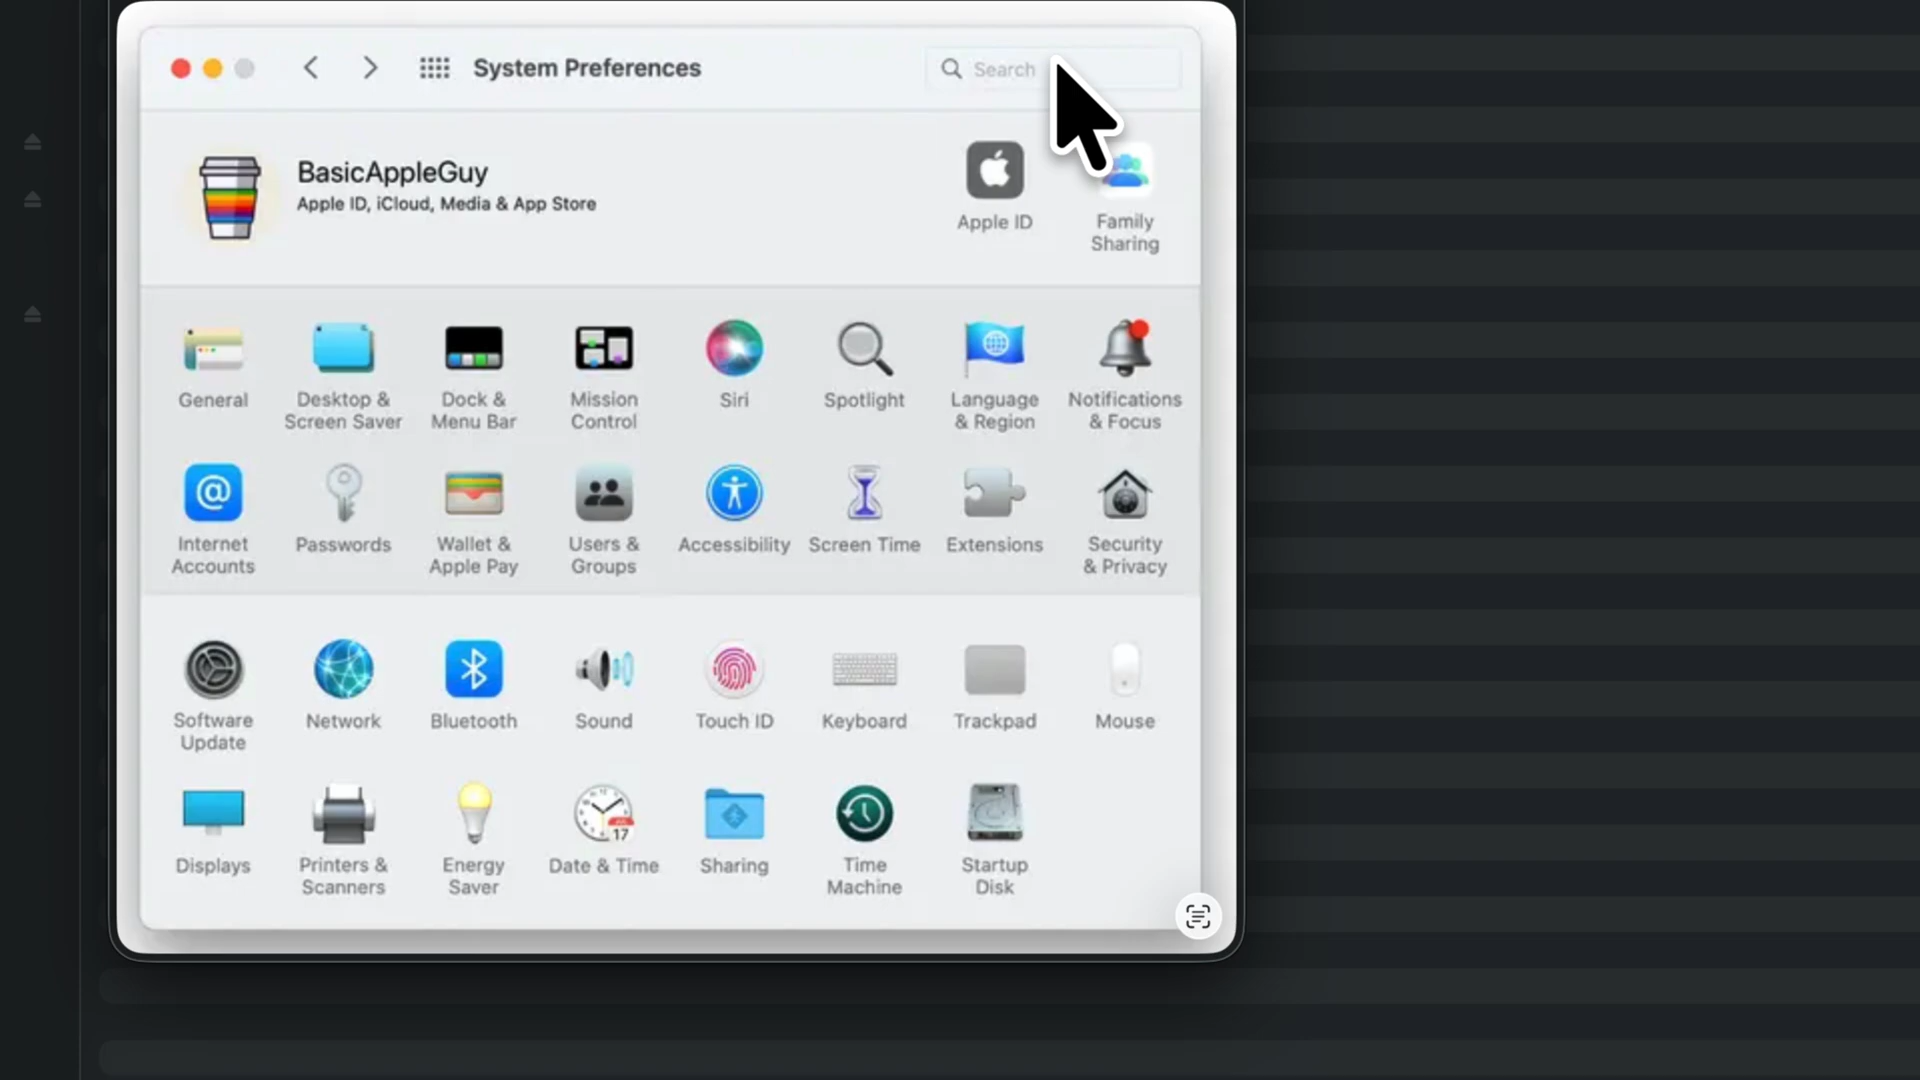 System Preferences
Search
BasicAppleGuy
Apple ID, iCloud, Media & App Store
Apple ID
Family
Sharing
General
Desktop &
Screen Saver
Dock &
Menu Bar
Mission
Control
Siri
Spotlight
Language
& Region
Notifications
& Focus
@
Internet
Accounts
Passwords
Wallet &
Apple Pay
Users &
Groups
Accessibility
Screen Time
Extensions
Security
& Privacy
Software
Update
Network
Bluetooth
Sound
Touch ID
Keyboard
Trackpad
Mouse
17
Displays
Printers &
Scanners
Energy
Saver
Date & Time
Sharing
Time
Machine
Startup
Disk